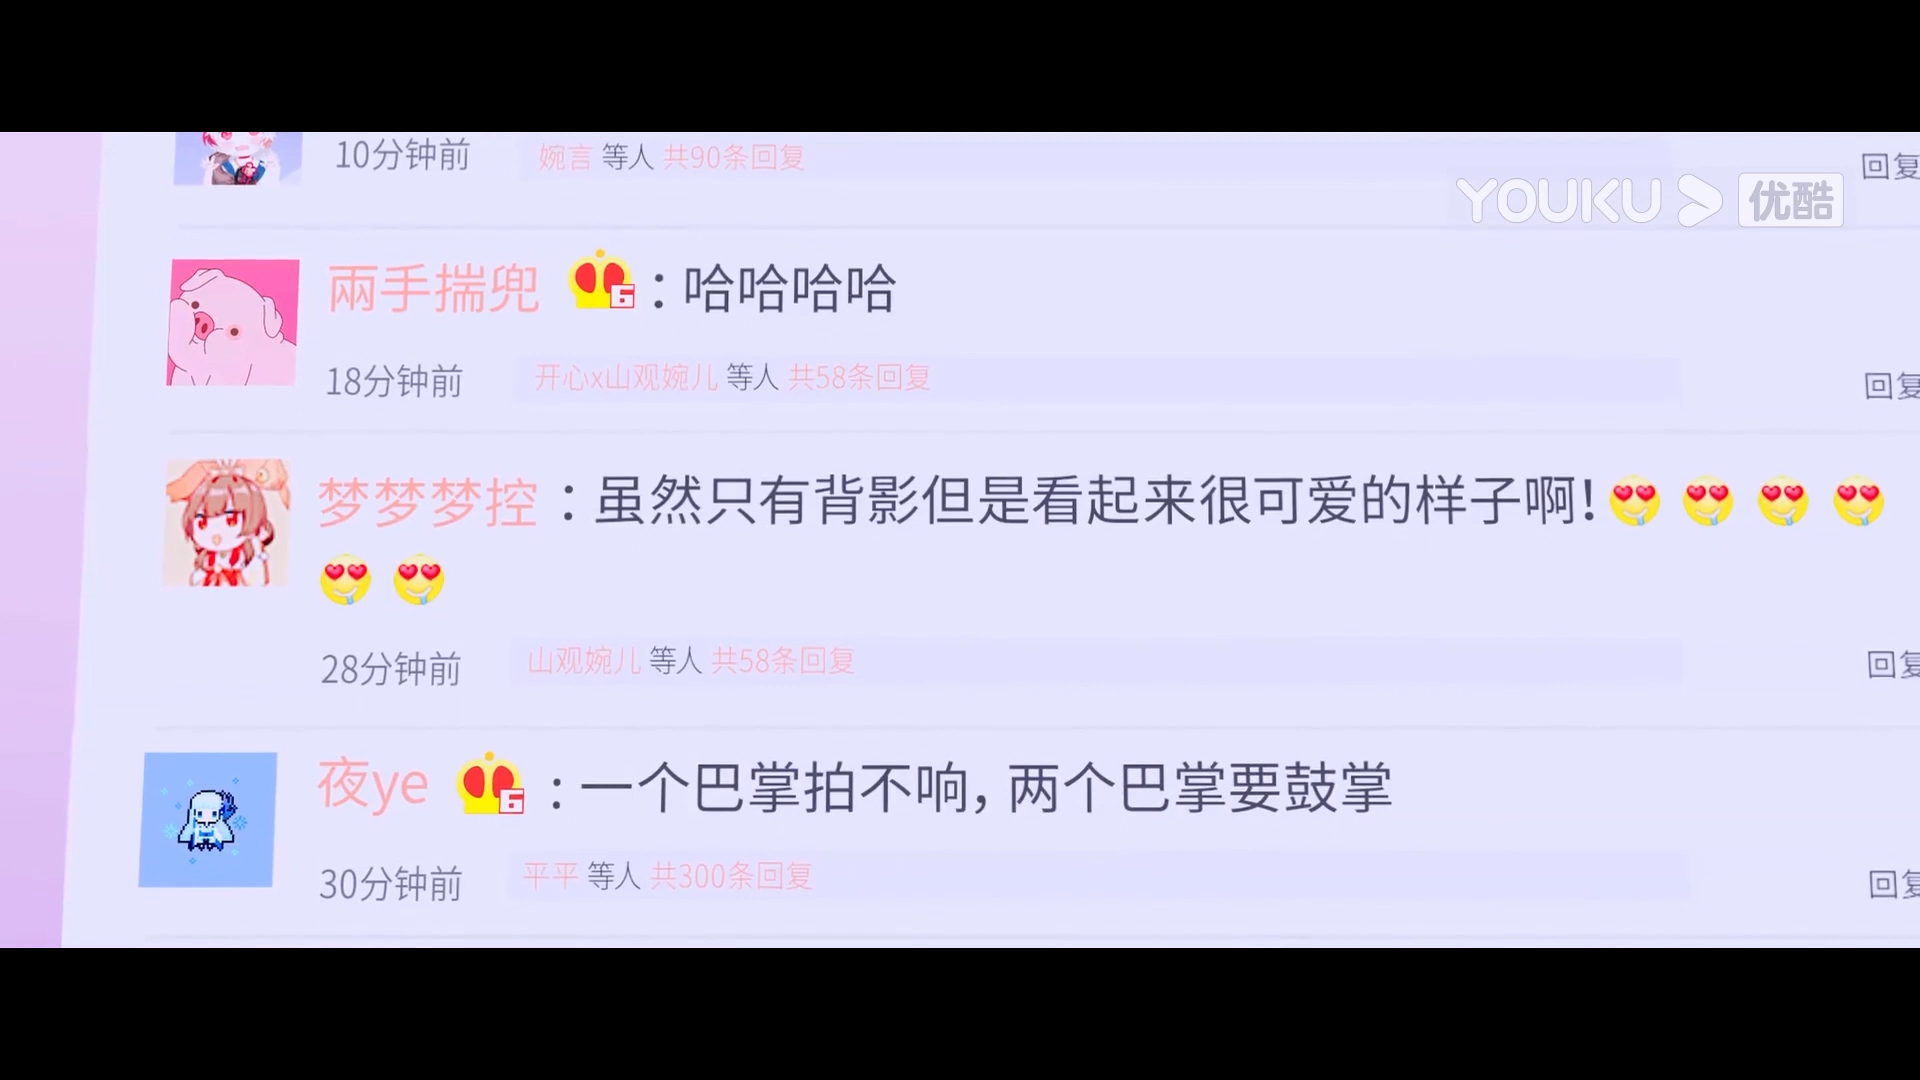 10分钟前 婉言 等人 共90条回复 回复
YOUKU 优酷
兩手揣兜 6 : 哈哈哈哈
18分钟前 开心x山观婉儿 等人 共58条回复 回复
梦梦梦控 : 虽然只有背影但是看起来很可爱的样子啊!😍 😍 😍 😍
😍 😍
28分钟前 山观婉儿 等人 共58条回复 回复
夜ye 6 : 一个巴掌拍不响, 两个巴掌要鼓掌
30分钟前 平平 等人 共300条回复 回复